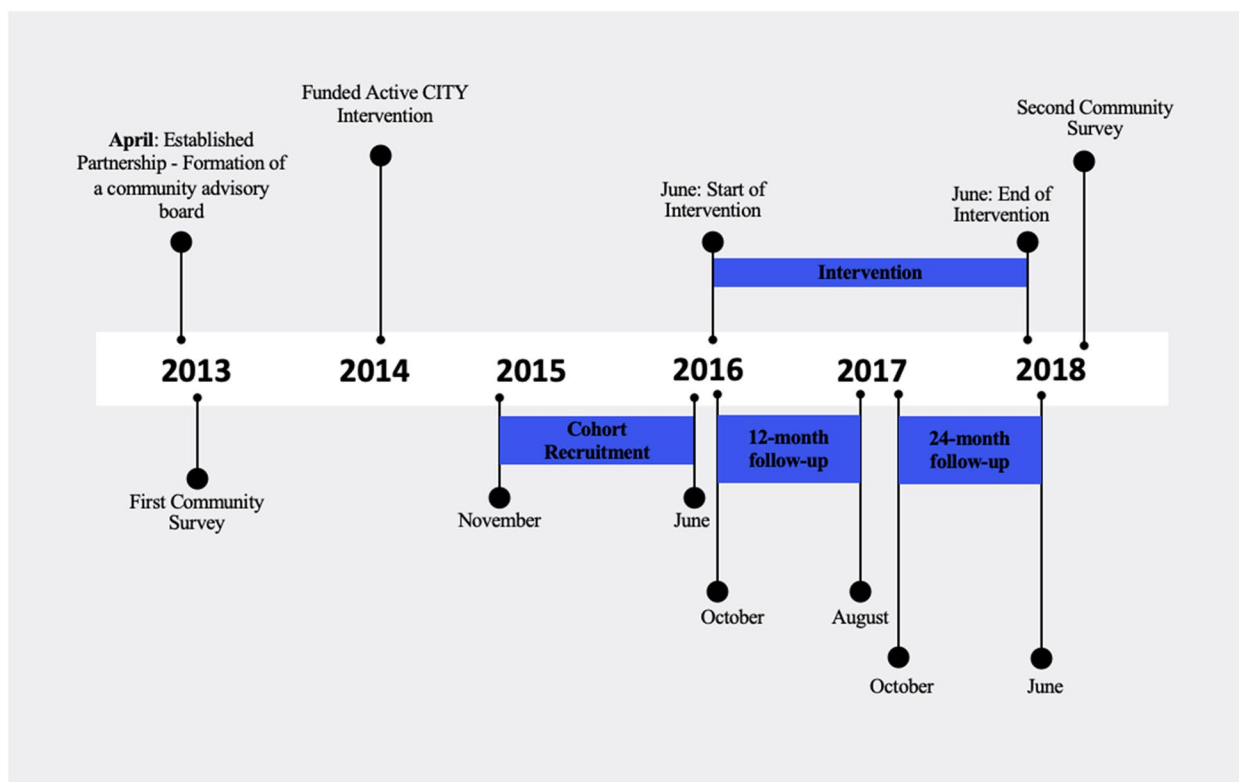 Funded Active CITY
Intervention
Second Community
Survey
April: Established
Partnership - Formation of
a community advisory
board
June: Start of
Intervention
June: End of
Intervention
Intervention
2013
2014
2015
2016
2017
2018
Cohort
Recruitment
12-month
follow-up
24-month
follow-up
First Community
Survey
November
June
October
August
October
June